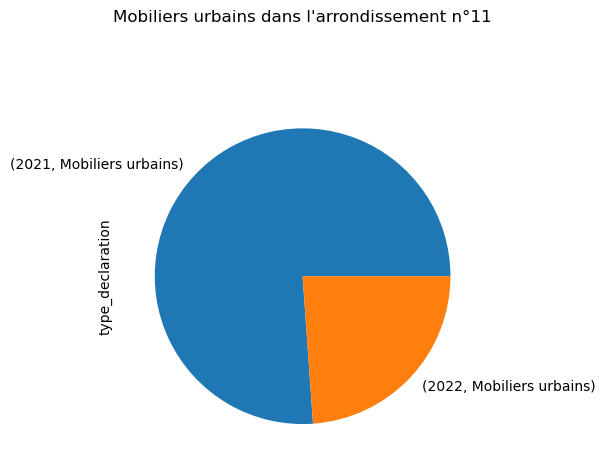 Mobiliers urbains dans l'arrondissement n°11
(2021, Mobiliers urbains)
type_declaration
(2022, Mobiliers urbains)